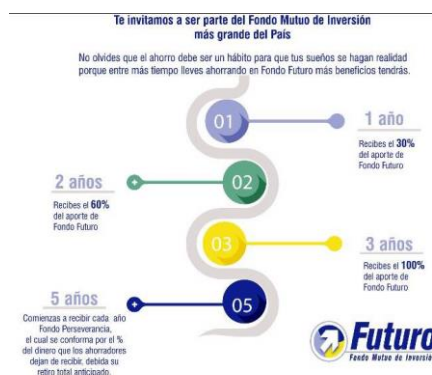 Te invitamos a ser parte del Fondo Mutuo de Inversión
más grande del País
No olvides que el ahorro debe ser un hábito para que tus sueños se hagan realidad
porque entre más tiempo lleves ahorrando en Fondo Futuro más beneficios tendrás.
01
1 año
Recibes el 30%
del aporte de
Fondo Futuro
2 años
Recibes el 60%
del aporte de
Fondo Futuro
02
03
3 años
Recibes el 100%
del aporte de
Fondo Futuro
5 años
Comienzas a recibir cada año
Fondo Perseverancia,
el cual se conforma por el %
del dinero que los ahorradores
dejan de recibir, debida su
retiro total anticipado.
05
Futuro
Fondo Mutuo de Inversión